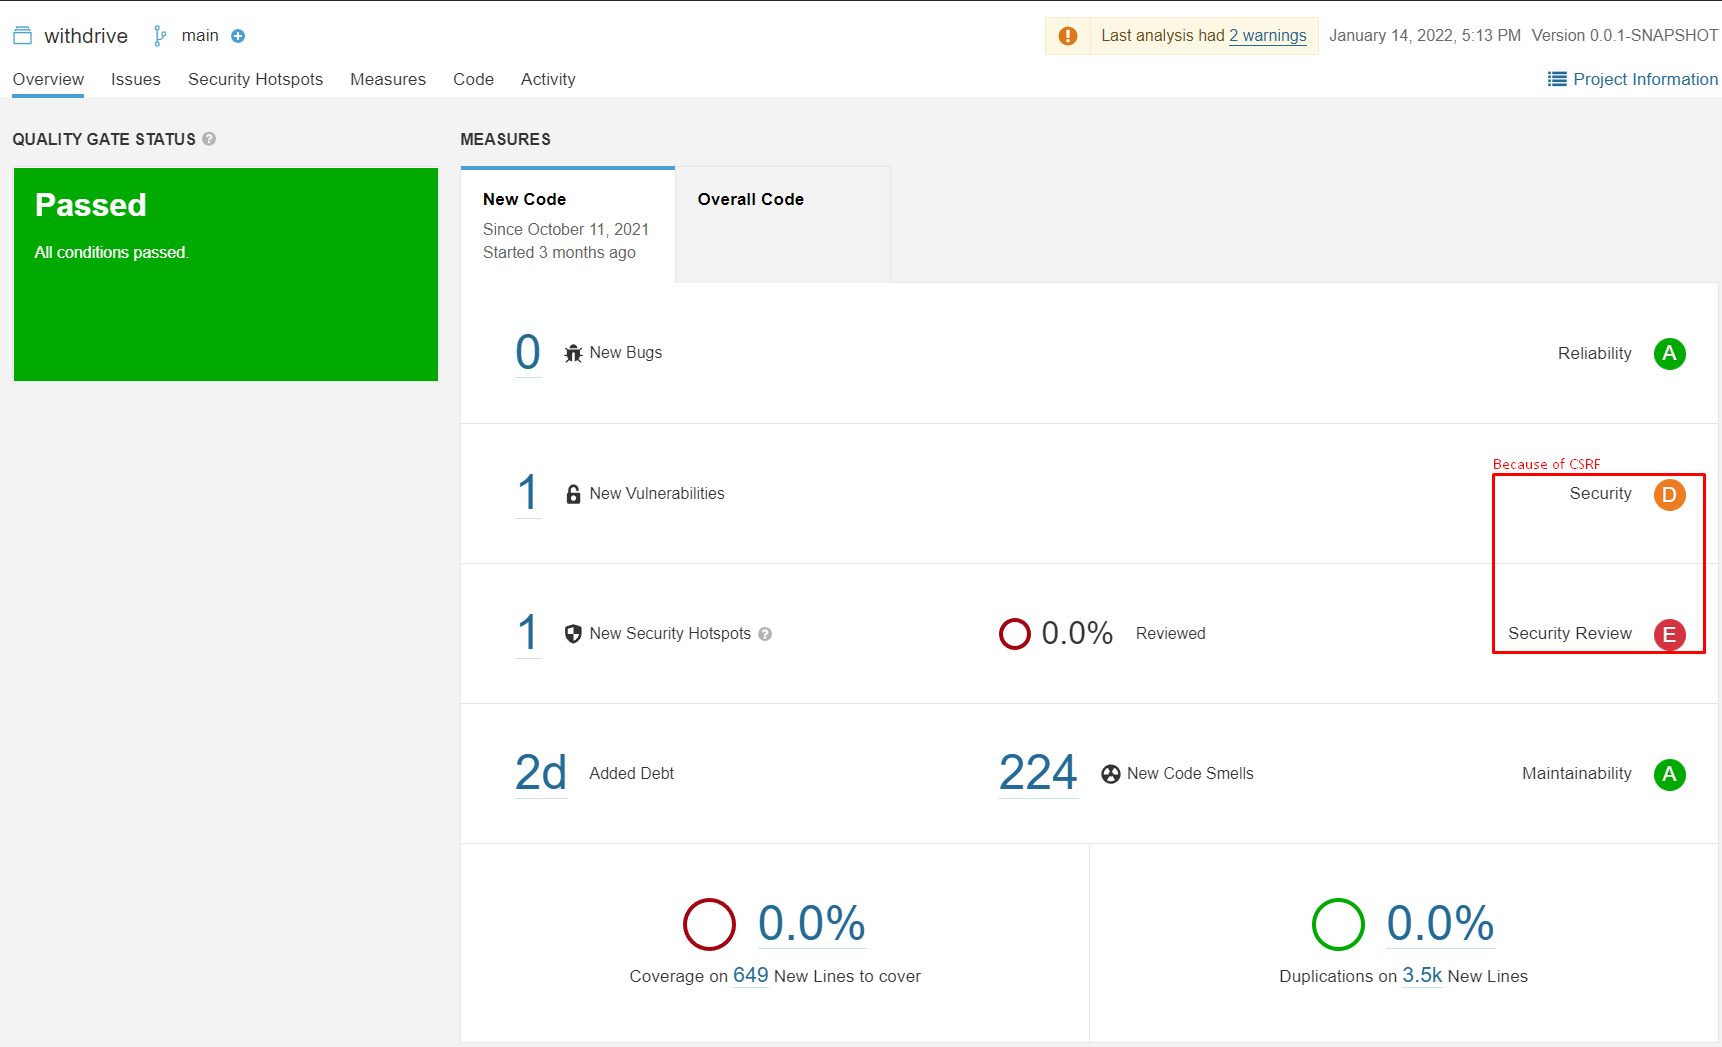 withdrive main
Last analysis had 2 warnings January 14, 2022, 5:13 PM Version 0.0.1-SNAPSHOT
Overview Issues Security Hotspots Measures Code Activity
Project Information
QUALITY GATE STATUS ?
Passed
All conditions passed.
MEASURES
New Code
Since October 11, 2021
Started 3 months ago
Overall Code
0 New Bugs Reliability A
Because of CSRF
1 New Vulnerabilities Security D
1 New Security Hotspots ? 0.0% Reviewed Security Review E
2d Added Debt 224 New Code Smells Maintainability A
0.0%
Coverage on 649 New Lines to cover
0.0%
Duplications on 3.5k New Lines